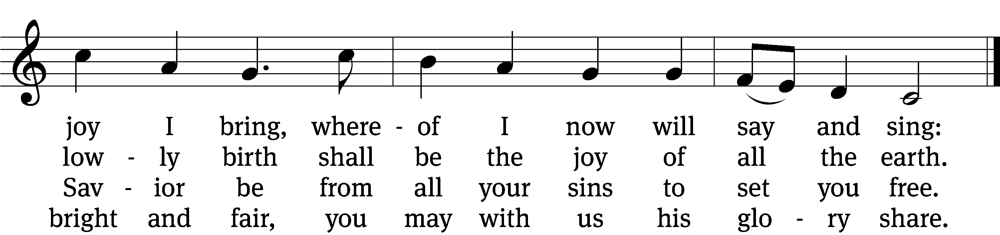 joy I bring, where - of I now will say and sing:
low - ly birth shall be the joy of all the earth.
Sav - ior be from all your sins to set you free.
bright and fair, you may with us his glo - ry share.